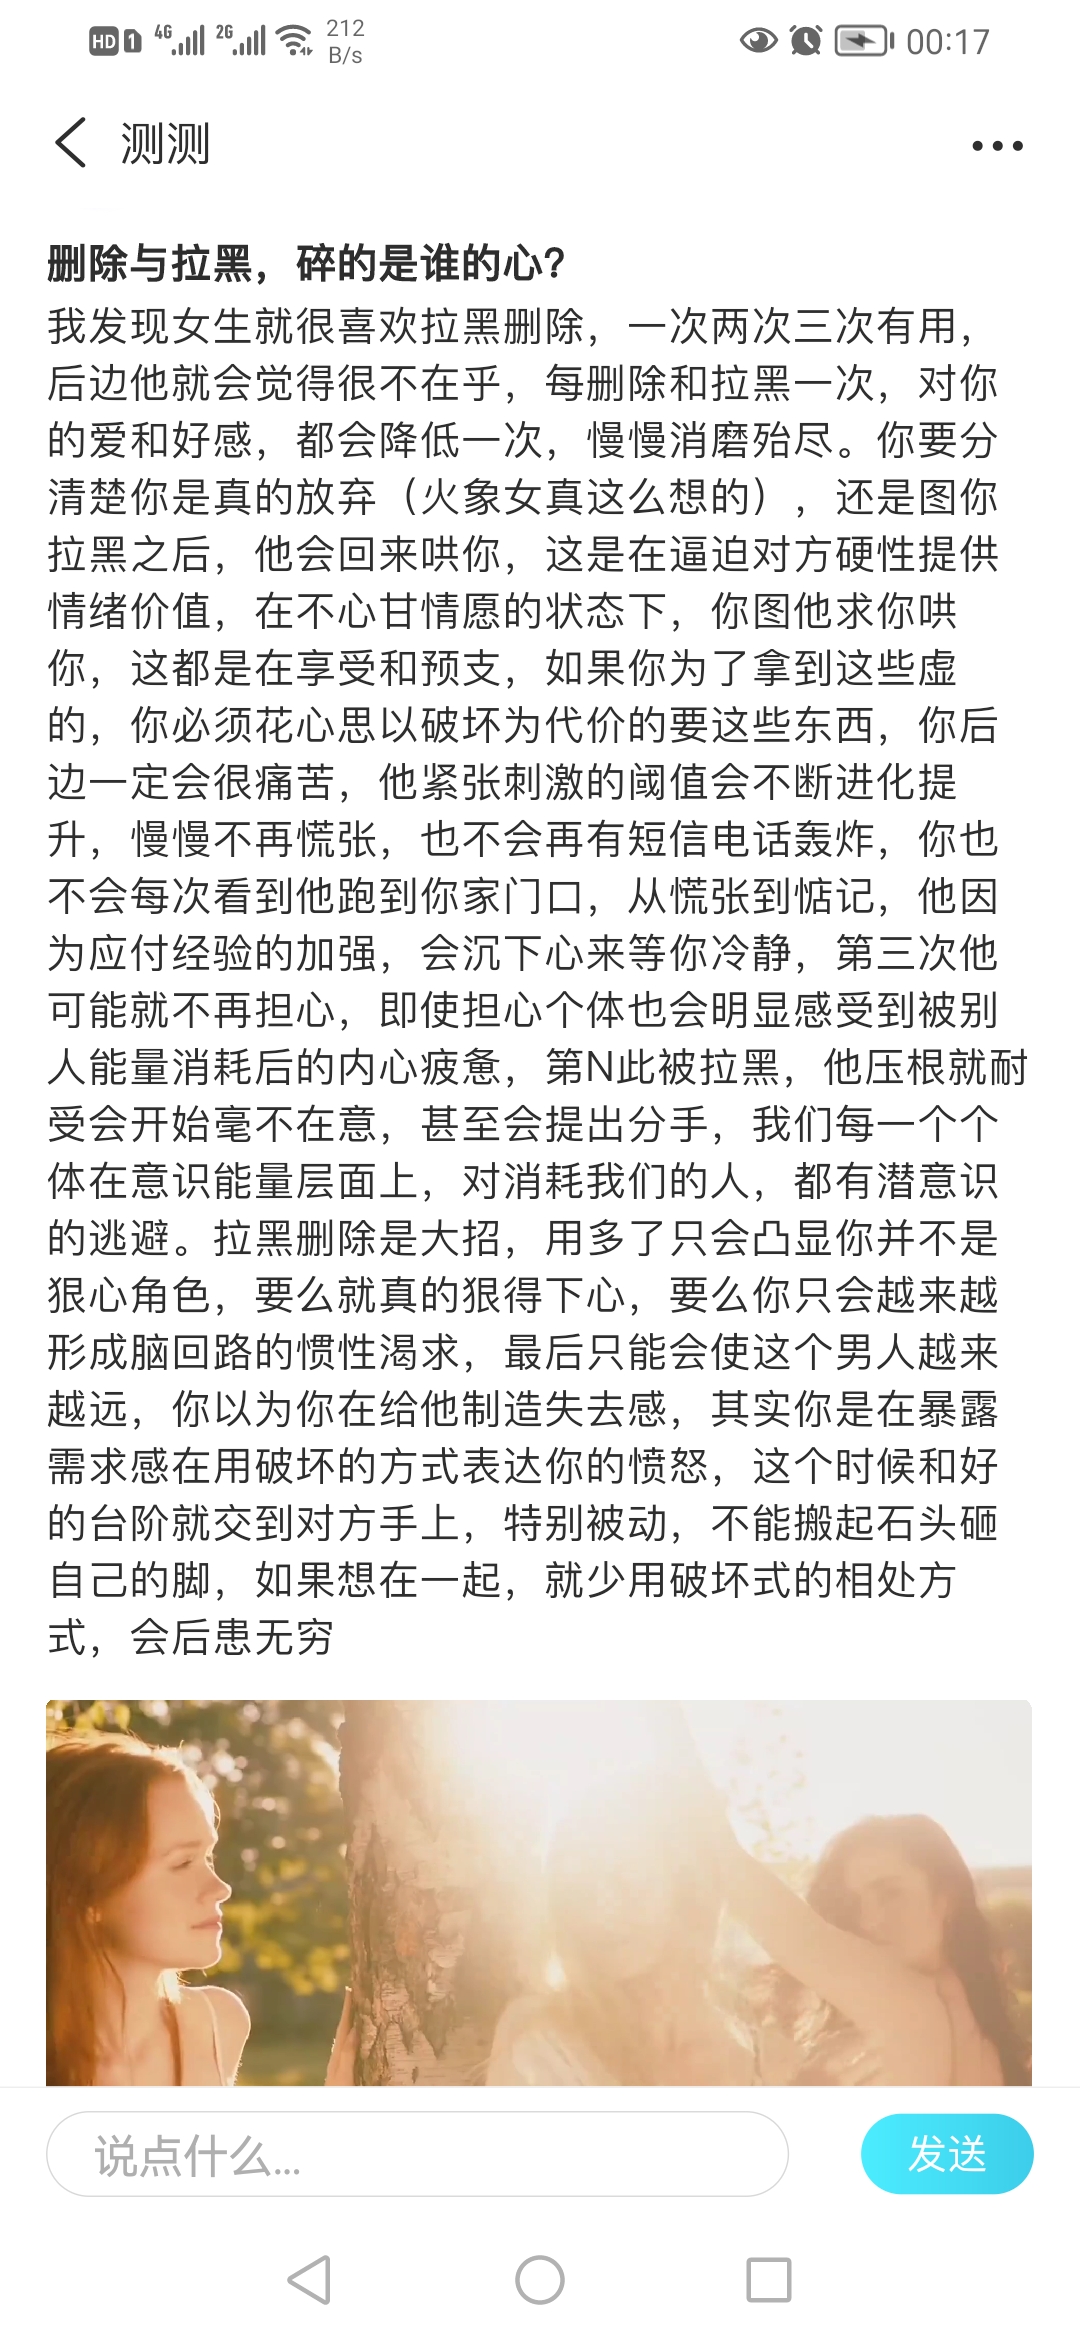 HD 1 4G 2G 212 B/s 00:17
测测
删除与拉黑，碎的是谁的心?
我发现女生就很喜欢拉黑删除，一次两次三次有用，
后边他就会觉得很不在乎，每删除和拉黑一次，对你
的爱和好感，都会降低一次，慢慢消磨殆尽。你要分
清楚你是真的放弃（火象女真这么想的），还是图你
拉黑之后，他会回来哄你，这是在逼迫对方硬性提供
情绪价值，在不心甘情愿的状态下，你图他求你哄
你，这都是在享受和预支，如果你为了拿到这些虚
的，你必须花心思以破坏为代价的要这些东西，你后
边一定会很痛苦，他紧张刺激的阈值会不断进化提
升，慢慢不再慌张，也不会再有短信电话轰炸，你也
不会每次看到他跑到你家门口，从慌张到惦记，他因
为应付经验的加强，会沉下心来等你冷静，第三次他
可能就不再担心，即使担心个体也会明显感受到被别
人能量消耗后的内心疲惫，第N此被拉黑，他压根就耐
受会开始毫不在意，甚至会提出分手，我们每一个个
体在意识能量层面上，对消耗我们的人，都有潜意识
的逃避。拉黑删除是大招，用多了只会凸显你并不是
狠心角色，要么就真的狠得下心，要么你只会越来越
形成脑回路的惯性渴求，最后只能会使这个男人越来
越远，你以为你在给他制造失去感，其实你是在暴露
需求感在用破坏的方式表达你的愤怒，这个时候和好
的台阶就交到对方手上，特别被动，不能搬起石头砸
自己的脚，如果想在一起，就少用破坏式的相处方
式，会后患无穷
说点什么...
发送